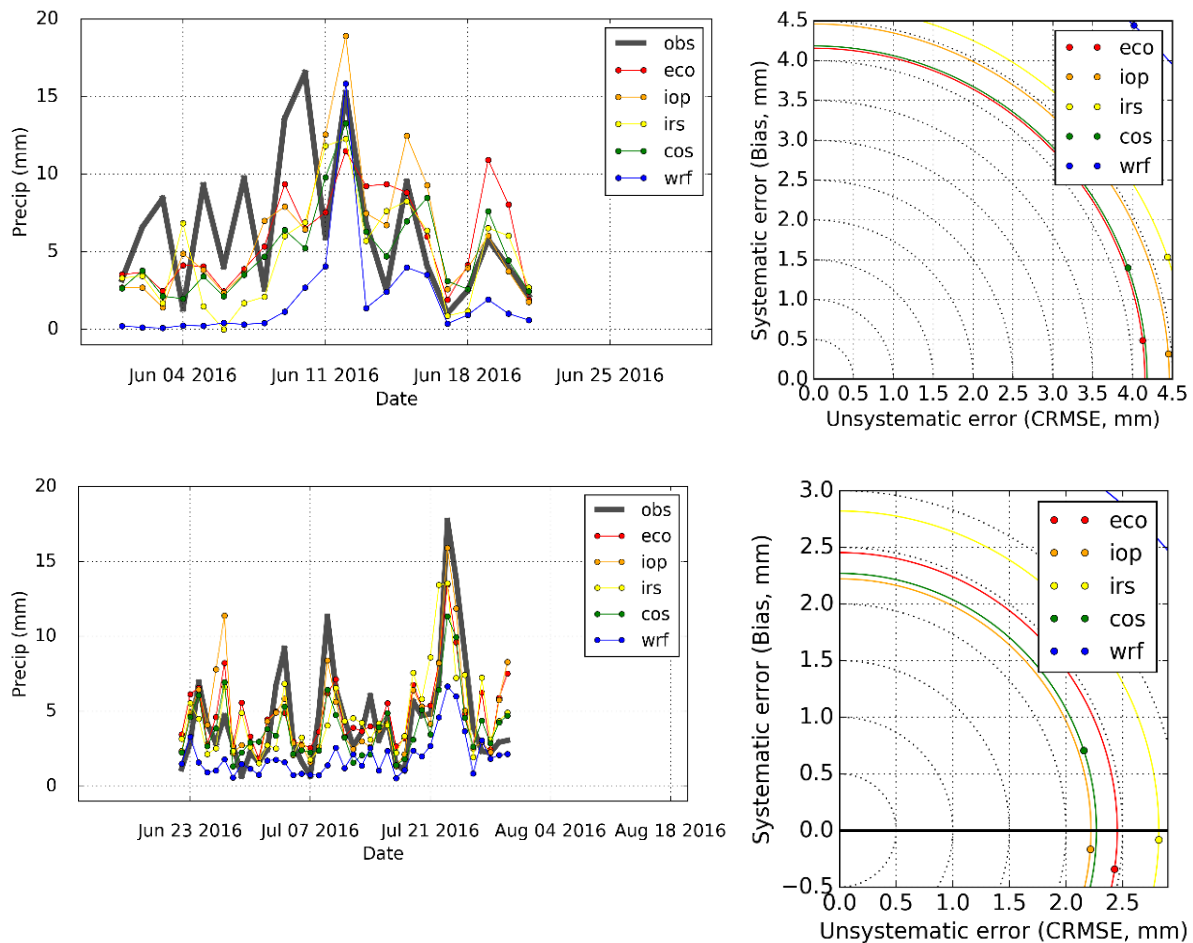 20
15
10
5
0
Precip (mm)
obs
eco
iop
irs
cos
wrf
Jun 04 2016 Jun 11 2016 Jun 18 2016 Jun 25 2016
Date
4.5
4.0
3.5
3.0
2.5
2.0
1.5
1.0
0.5
0.0
Systematic error (Bias, mm)
eco
iop
irs
cos
wrf
0.0 0.5 1.0 1.5 2.0 2.5 3.0 3.5 4.0 4.5
Unsystematic error (CRMSE, mm)
20
15
10
5
0
Precip (mm)
obs
eco
iop
irs
cos
wrf
Jun 23 2016 Jul 07 2016 Jul 21 2016 Aug 04 2016 Aug 18 2016
Date
3.0
2.5
2.0
1.5
1.0
0.5
0.0
−0.5
Systematic error (Bias, mm)
eco
iop
irs
cos
wrf
0.5 1.0 1.5 2.0 2.5
Unsystematic error (CRMSE, mm)